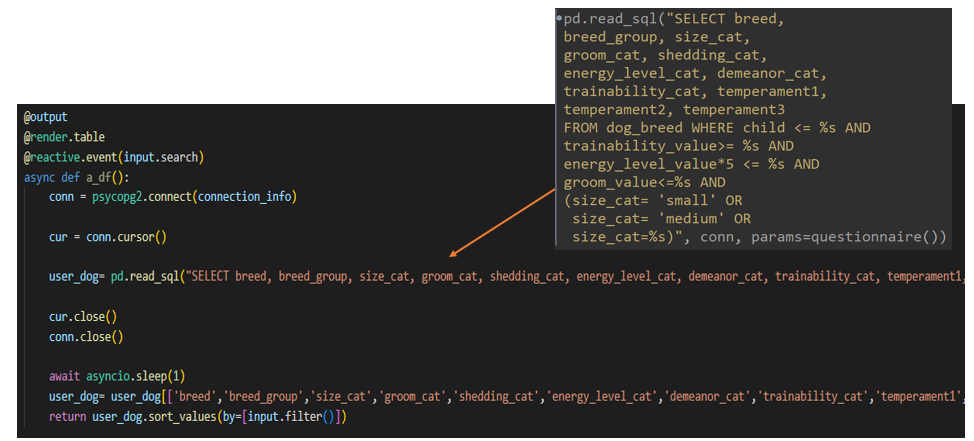 pd.read_sql("SELECT breed,
breed_group, size_cat,
groom_cat, shedding_cat,
energy_level_cat, demeanor_cat,
trainability_cat, temperament1,
temperament2, temperament3
FROM dog_breed WHERE child <= %s AND
trainability_value>= %s AND
energy_level_value*5 <= %s AND
groom_value<=%s AND
(size_cat= 'small' OR
size_cat= 'medium' OR
size_cat=%s)", conn, params=questionnaire())
@output
@render.table
@reactive.event(input.search)
async def a_df():
conn = psycopg2.connect(connection_info)
cur = conn.cursor()
user_dog= pd.read_sql("SELECT breed, breed_group, size_cat, groom_cat, shedding_cat, energy_level_cat, demeanor_cat, trainability_cat, temperament1,
cur.close()
conn.close()
await asyncio.sleep(1)
user_dog= user_dog[['breed','breed_group','size_cat','groom_cat','shedding_cat','energy_level_cat','demeanor_cat','trainability_cat','temperament1',
return user_dog.sort_values(by=[input.filter()])